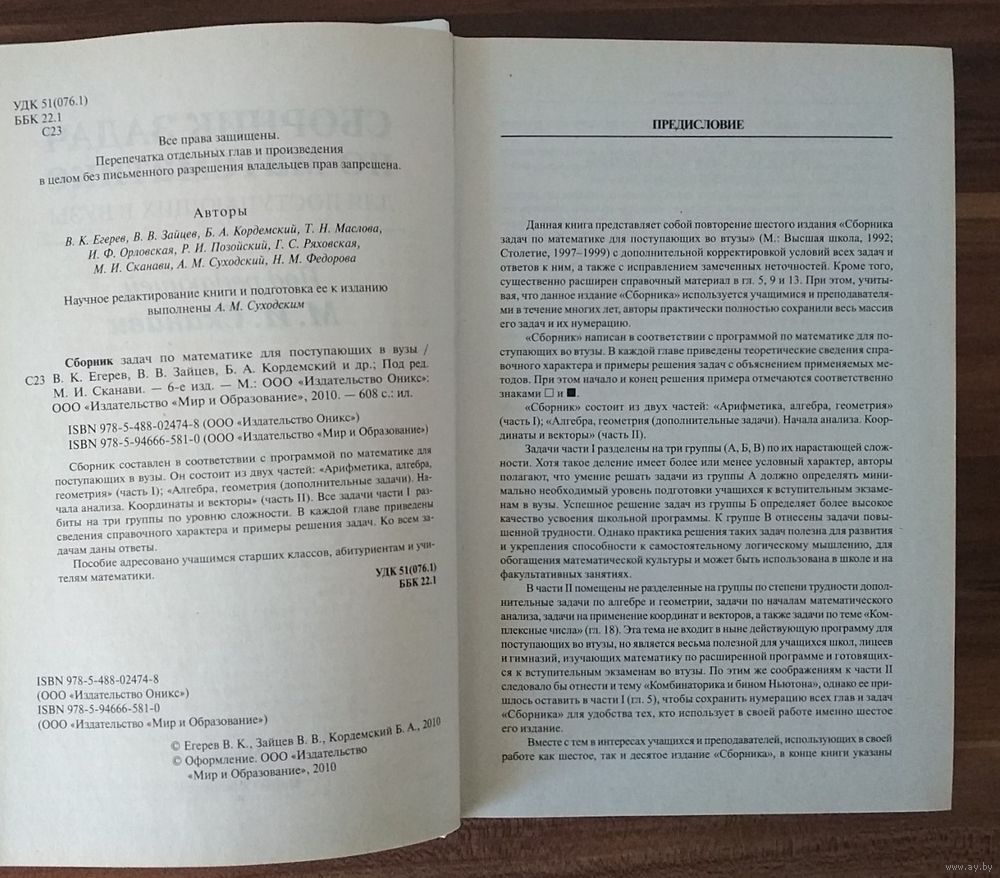 УДК 51(076.1)
ББК 22.1
С23
Все права защищены.
Перепечатка отдельных глав и произведения
в целом без письменного разрешения владельцев прав запрещена.
Авторы
В. К. Егерев, В. В. Зайцев, Б. А. Кордемский, Т. Н. Маслова,
И. Ф. Орловская, Р. И. Позойский, Г. С. Ряховская,
М. И. Сканави, А. М. Суходский, Н. М. Федорова
Научное редактирование книги и подготовка ее к изданию
выполнены А. М. Суходским
Сборник задач по математике для поступающих в вузы /
С23 В. К. Егерев, В. В. Зайцев, Б. А. Кордемский и др.; Под ред.
М. И. Сканави. — 6-е изд. — М.: ООО «Издательство Оникс»:
ООО «Издательство «Мир и Образование», 2010. — 608 с.: ил.
ISBN 978-5-488-02474-8 (ООО «Издательство Оникс»)
ISBN 978-5-94666-581-0 (ООО «Издательство «Мир и Образование»)
Сборник составлен в соответствии с программой по математике для
поступающих в вузы. Он состоит из двух частей: «Арифметика, алгебра,
геометрия» (часть I); «Алгебра, геометрия (дополнительные задачи). На-
чала анализа. Координаты и векторы» (часть II). Все задачи части I раз-
биты на три группы по уровню сложности. В каждой главе приведены
сведения справочного характера и примеры решения задач. Ко всем за-
дачам даны ответы.
Пособие адресовано учащимся старших классов, абитуриентам и учи-
телям математики.
УДК 51(076.1)
ББК 22.1
ISBN 978-5-488-02474-8
(ООО «Издательство Оникс»)
ISBN 978-5-94666-581-0
(ООО «Издательство «Мир и Образование»)
© Егерев В. К., Зайцев В. В., Кордемский Б. А., 2010
© Оформление. ООО «Издательство
«Мир и Образование», 2010
ПРЕДИСЛОВИЕ
Данная книга представляет собой повторение шестого издания «Сборника
задач по математике для поступающих во втузы» (М.: Высшая школа, 1992;
Столетие, 1997–1999) с дополнительной корректировкой условий всех задач и
ответов к ним, а также с исправлением замеченных неточностей. Кроме того,
существенно расширен справочный материал в гл. 5, 9 и 13. При этом, учиты-
вая, что данное издание «Сборника» используется учащимися и преподавателя-
ми в течение многих лет, авторы практически полностью сохранили весь массив
его задач и их нумерацию.
«Сборник» написан в соответствии с программой по математике для по-
ступающих во втузы. В каждой главе приведены теоретические сведения спра-
вочного характера и примеры решения задач с объяснением применяемых ме-
тодов. При этом начало и конец решения примера отмечаются соответственно
знаками □ и ■.
«Сборник» состоит из двух частей: «Арифметика, алгебра, геометрия»
(часть I); «Алгебра, геометрия (дополнительные задачи). Начала анализа. Коор-
динаты и векторы» (часть II).
Задачи части I разделены на три группы (А, Б, В) по их нарастающей слож-
ности. Хотя такое деление имеет более или менее условный характер, авторы
полагают, что умение решать задачи из группы А должно определять мини-
мально необходимый уровень подготовки учащихся к вступительным экзаме-
нам в вузы. Успешное решение задач из группы Б определяет более высокое
качество усвоения школьной программы. К группе В отнесены задачи повы-
шенной трудности. Однако практика решения таких задач полезна для развития
и укрепления способности к самостоятельному логическому мышлению, для
обогащения математической культуры и может быть использована в школе и на
факультативных занятиях.
В части II помещены не разделенные на группы по степени трудности допол-
нительные задачи по алгебре и геометрии, задачи по началам математического
анализа, задачи на применение координат и векторов, а также задачи по теме «Ком-
плексные числа» (гл. 18). Эта тема не входит в ныне действующую программу для
поступающих во втузы, но является весьма полезной для учащихся школ, лицеев
и гимназий, изучающих математику по расширенной программе и готовящих-
ся к вступительным экзаменам во втузы. По этим же соображениям к части II
следовало бы отнести и тему «Комбинаторика и бином Ньютона», однако ее при-
шлось оставить в части I (гл. 5), чтобы сохранить нумерацию всех глав и задач
«Сборника» для удобства тех, кто использует в своей работе именно шестое
его издание.
Вместе с тем в интересах учащихся и преподавателей, использующих в своей
работе как шестое, так и десятое издание «Сборника», в конце книги указаны
www.ay.by